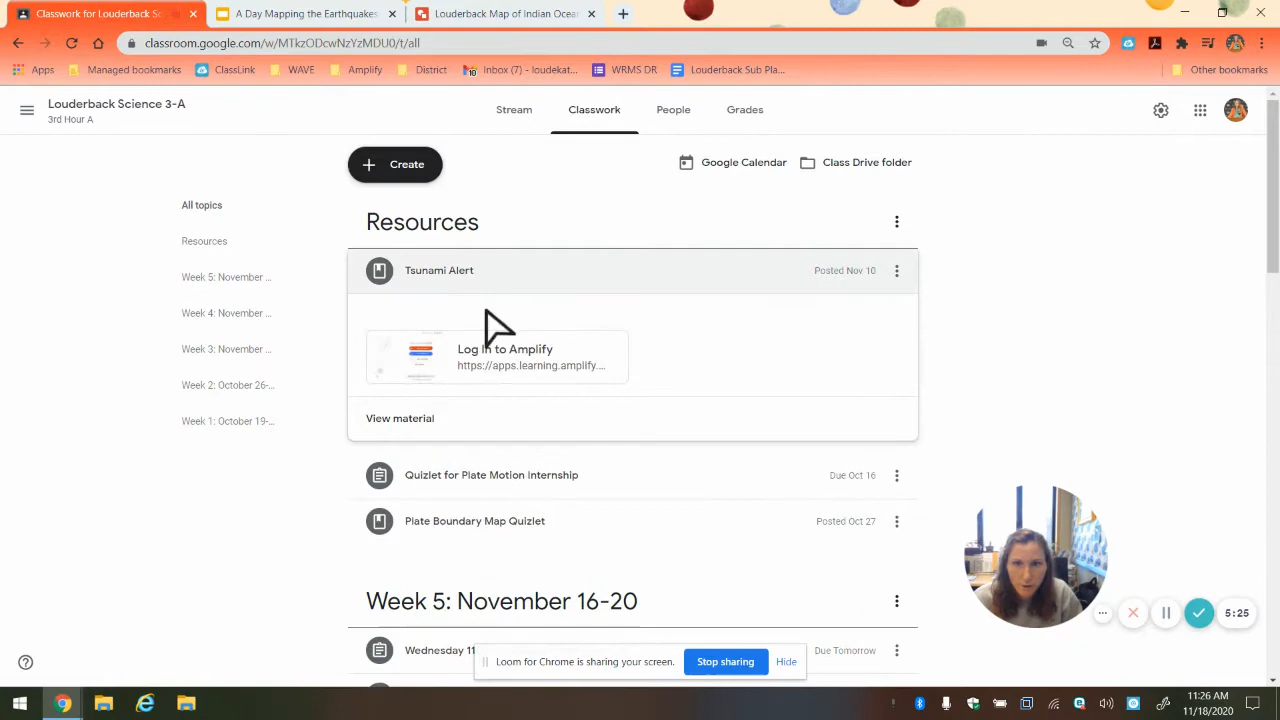 Classwork for Louderback Sc
A Day Mapping the Earthquakes
Louderback Map of Indian Ocea
classroom.google.com/w/MTkzODcwNzYzMDU0/t/all
Apps
Managed bookmarks
ClassLink
WAVE
Amplify
District
Inbox (7) - loudekat...
WRMS DR
Louderback Sub Pla...
Other bookmarks
Louderback Science 3-A
3rd Hour A
Stream
Classwork
People
Grades
Create
Google Calendar
Class Drive folder
All topics
Resources
Week 5: November ...
Week 4: November ...
Week 3: November ...
Week 2: October 26-...
Week 1: October 19-...
Resources
Tsunami Alert
Posted Nov 10
Log In to Amplify
https://apps.learning.amplify....
View material
Quizlet for Plate Motion Internship
Due Oct 16
Plate Boundary Map Quizlet
Posted Oct 27
Week 5: November 16-20
Wednesday 11
Due Tomorrow
Loom for Chrome is sharing your screen.
Stop sharing
Hide
5:25
11:26 AM
11/18/2020